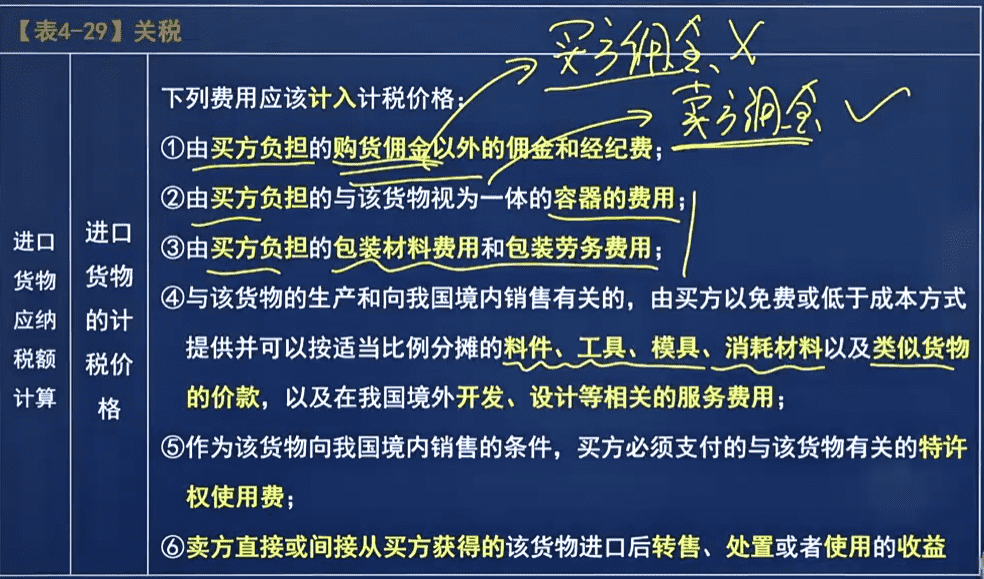 【表4-29】关税
买方佣金 X
卖方佣金 ✓
进口
货物
应纳
税额
计算
进口
货物
的计
税价
格
下列费用应该计入计税价格：
①由买方负担的购货佣金以外的佣金和经纪费；
②由买方负担的与该货物视为一体的容器的费用；
③由买方负担的包装材料费用和包装劳务费用；
④与该货物的生产和向我国境内销售有关的，由买方以免费或低于成本方式
提供并可以按适当比例分摊的料件、工具、模具、消耗材料以及类似货物
的价款，以及在我国境外开发、设计等相关的服务费用；
⑤作为该货物向我国境内销售的条件，买方必须支付的与该货物有关的特许
权使用费；
⑥卖方直接或间接从买方获得的该货物进口后转售、处置或者使用的收益